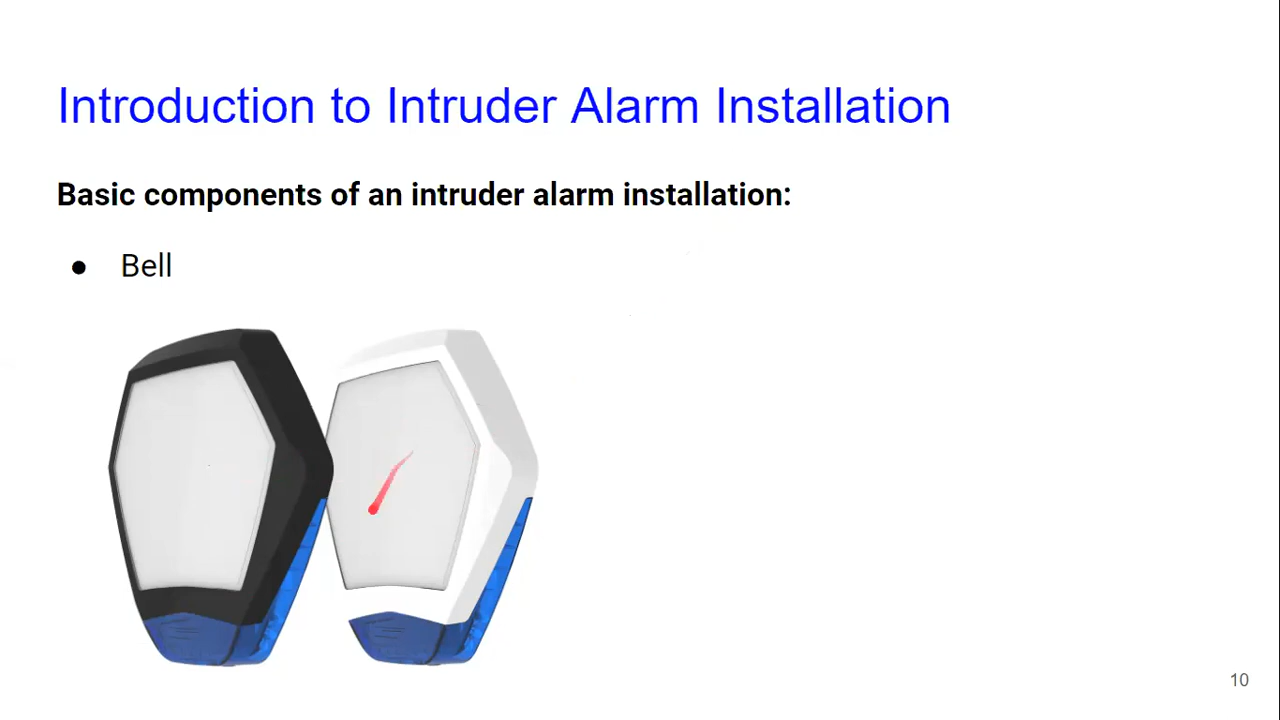 Introduction to Intruder Alarm Installation
Basic components of an intruder alarm installation:
● Bell
10